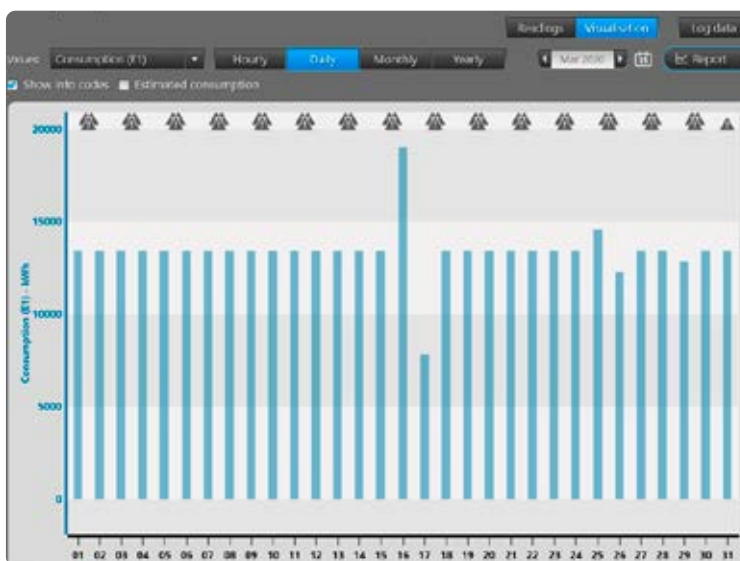 Readings Visualisation Log data
Values: Consumption (E1) Hourly Daily Monthly Yearly Mar 2020 Report
Show info codes Estimated consumption
20000
15000
10000
5000
0
Consumption (E1) - kWh
01 02 03 04 05 06 07 08 09 10 11 12 13 14 15 16 17 18 19 20 21 22 23 24 25 26 27 28 29 30 31